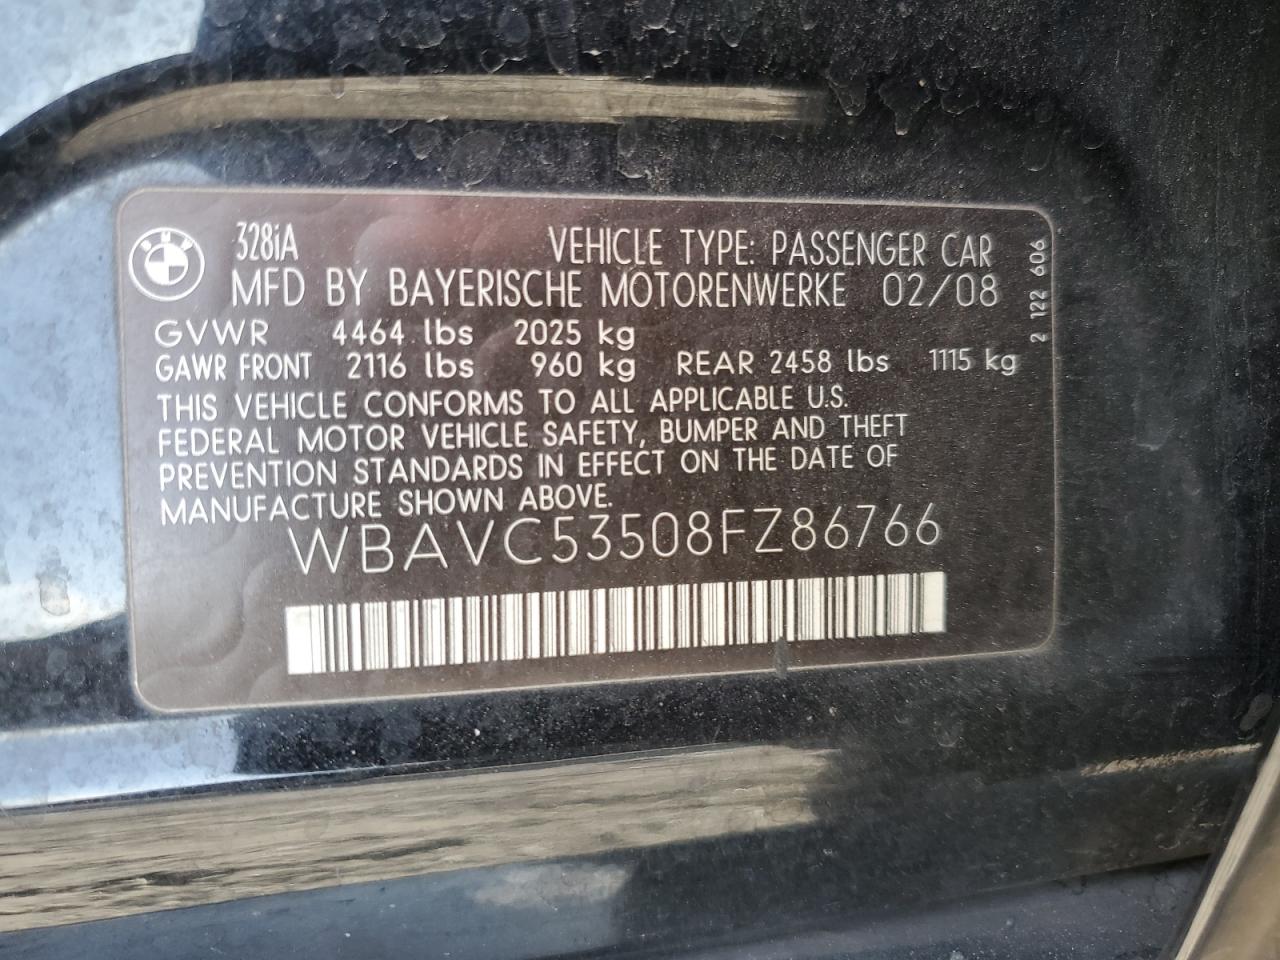 BMW
328iA VEHICLE TYPE: PASSENGER CAR
MFD BY BAYERISCHE MOTORENWERKE 02/08
GVWR 4464 lbs 2025 kg
GAWR FRONT 2116 lbs 960 kg REAR 2458 lbs 1115 kg
THIS VEHICLE CONFORMS TO ALL APPLICABLE U.S.
FEDERAL MOTOR VEHICLE SAFETY, BUMPER AND THEFT
PREVENTION STANDARDS IN EFFECT ON THE DATE OF
MANUFACTURE SHOWN ABOVE.
WBAVC53508FZ86766
2 122 606